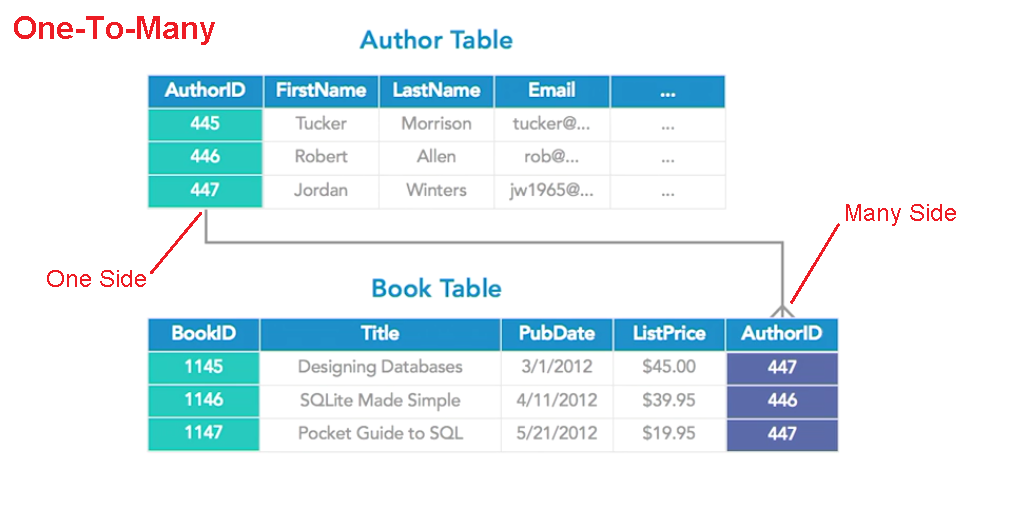 One-To-Many
Author Table
AuthorID FirstName LastName Email ...
445 Tucker Morrison tucker@... ...
446 Robert Allen rob@... ...
447 Jordan Winters jw1965@... ...
Many Side
One Side
Book Table
BookID Title PubDate ListPrice AuthorID
1145 Designing Databases 3/1/2012 $45.00 447
1146 SQLite Made Simple 4/11/2012 $39.95 446
1147 Pocket Guide to SQL 5/21/2012 $19.95 447